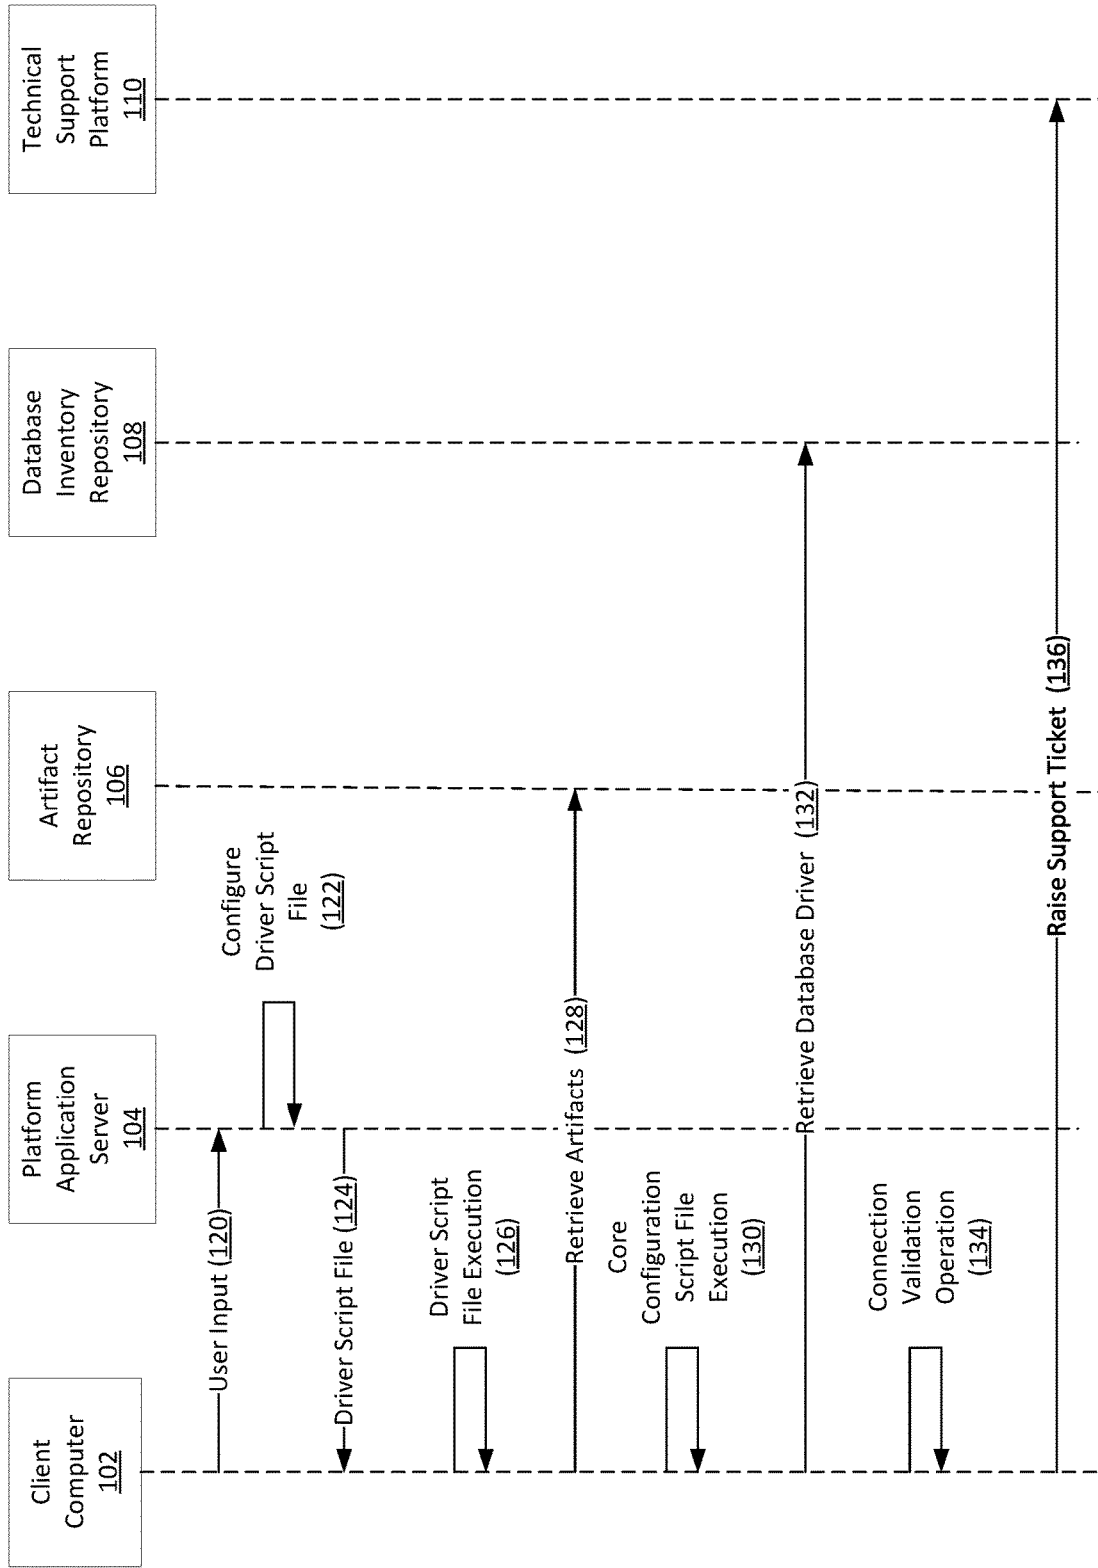 Client
Computer
102
Platform
Application
Server
104
Artifact
Repository
106
Database
Inventory
Repository
108
Technical
Support
Platform
110
User Input (120)
Configure
Driver Script
File
(122)
Driver Script File (124)
Driver Script
File Execution
(126)
Retrieve Artifacts (128)
Core
Configuration
Script File
Execution
(130)
Retrieve Database Driver (132)
Connection
Validation
Operation
(134)
Raise Support Ticket (136)